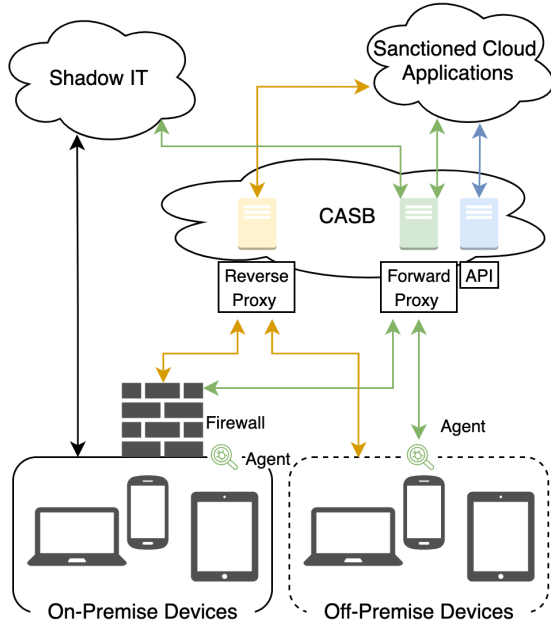 Shadow IT
Sanctioned Cloud
Applications
CASB
Reverse
Proxy
Forward
Proxy
API
Firewall
Agent
Agent
On-Premise Devices
Off-Premise Devices